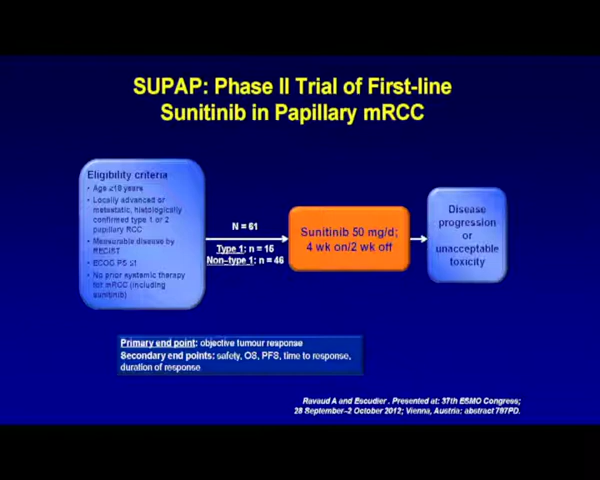 SUPAP: Phase II Trial of First-line
Sunitinib in Papillary mRCC
Eligibility criteria
• Age ≥18 years
• Locally advanced or
metastatic, histologically
confirmed type 1 or 2
papillary RCC
• Measurable disease by
RECIST
• ECOG PS ≤1
• No prior systemic therapy
for mRCC (including
sunitinib)
N = 61
Type 1: n = 15
Non–type 1: n = 46
Sunitinib 50 mg/d;
4 wk on/2 wk off
Disease
progression
or
unacceptable
toxicity
Primary end point: objective tumour response
Secondary end points: safety, OS, PFS, time to response,
duration of response
Ravaud A and Escudier . Presented at: 37th ESMO Congress;
28 September–2 October 2012; Vienna, Austria: abstract 797PD.